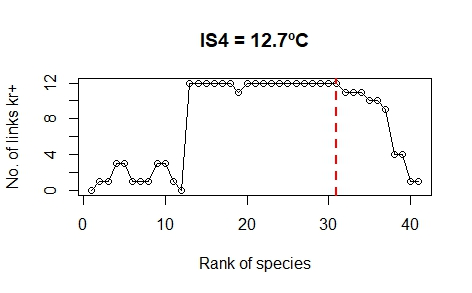 IS4 = 12.7ºC
No. of links kr+
12
8
4
0
0 10 20 30 40
Rank of species